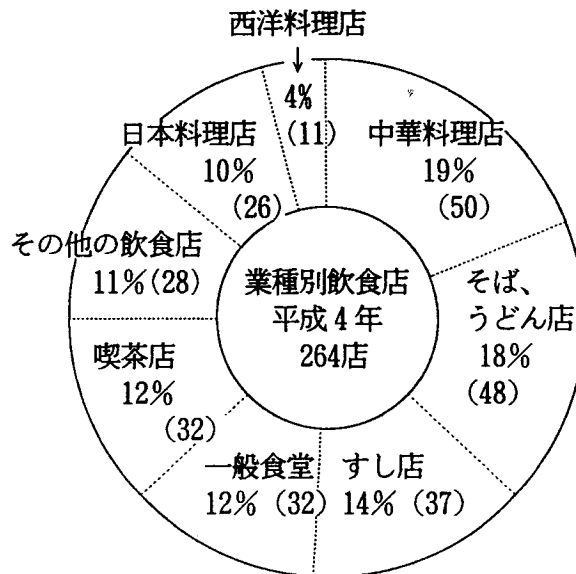 西洋料理店
4%
(11)
中華料理店
19%
(50)
そば、
うどん店
18%
(48)
すし店
14% (37)
一般食堂
12% (32)
喫茶店
12%
(32)
その他の飲食店
11%(28)
日本料理店
10%
(26)
業種別飲食店
平成4年
264店